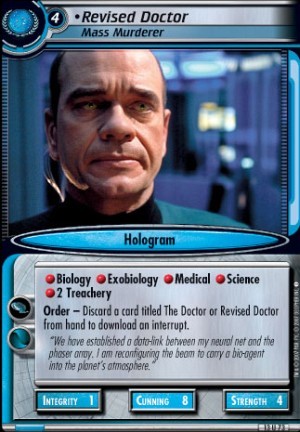 4
•Revised Doctor
Mass Murderer
Hologram
Biology Exobiology Medical Science
2 Treachery
Order – Discard a card titled The Doctor or Revised Doctor
from hand to download an interrupt.
"We have established a data-link between my neural net and the
phaser array. I am reconfiguring the beam to carry a bio-agent
into the planet's atmosphere."
INTEGRITY 1
CUNNING 8
STRENGTH 4